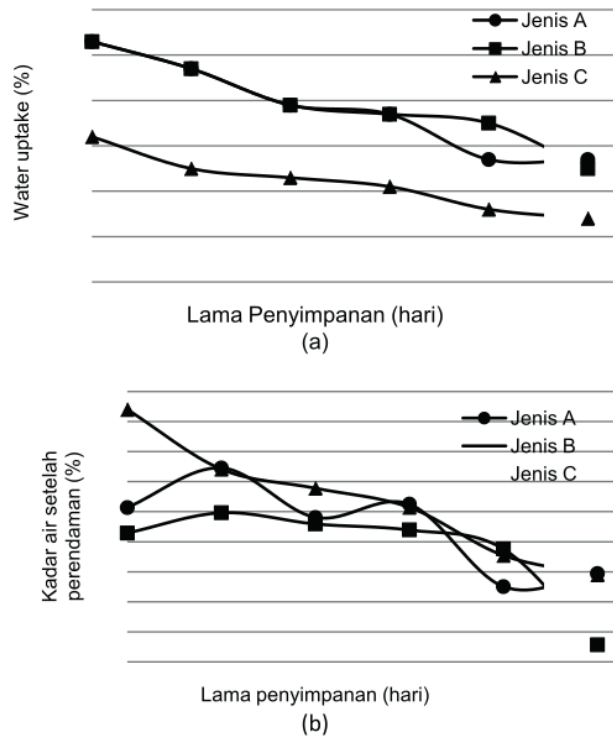 Jenis A
Jenis B
Jenis C
Water uptake (%)
Lama Penyimpanan (hari)
(a)
Jenis A
Jenis B
Jenis C
Kadar air setelah
perendaman (%)
Lama penyimpanan (hari)
(b)